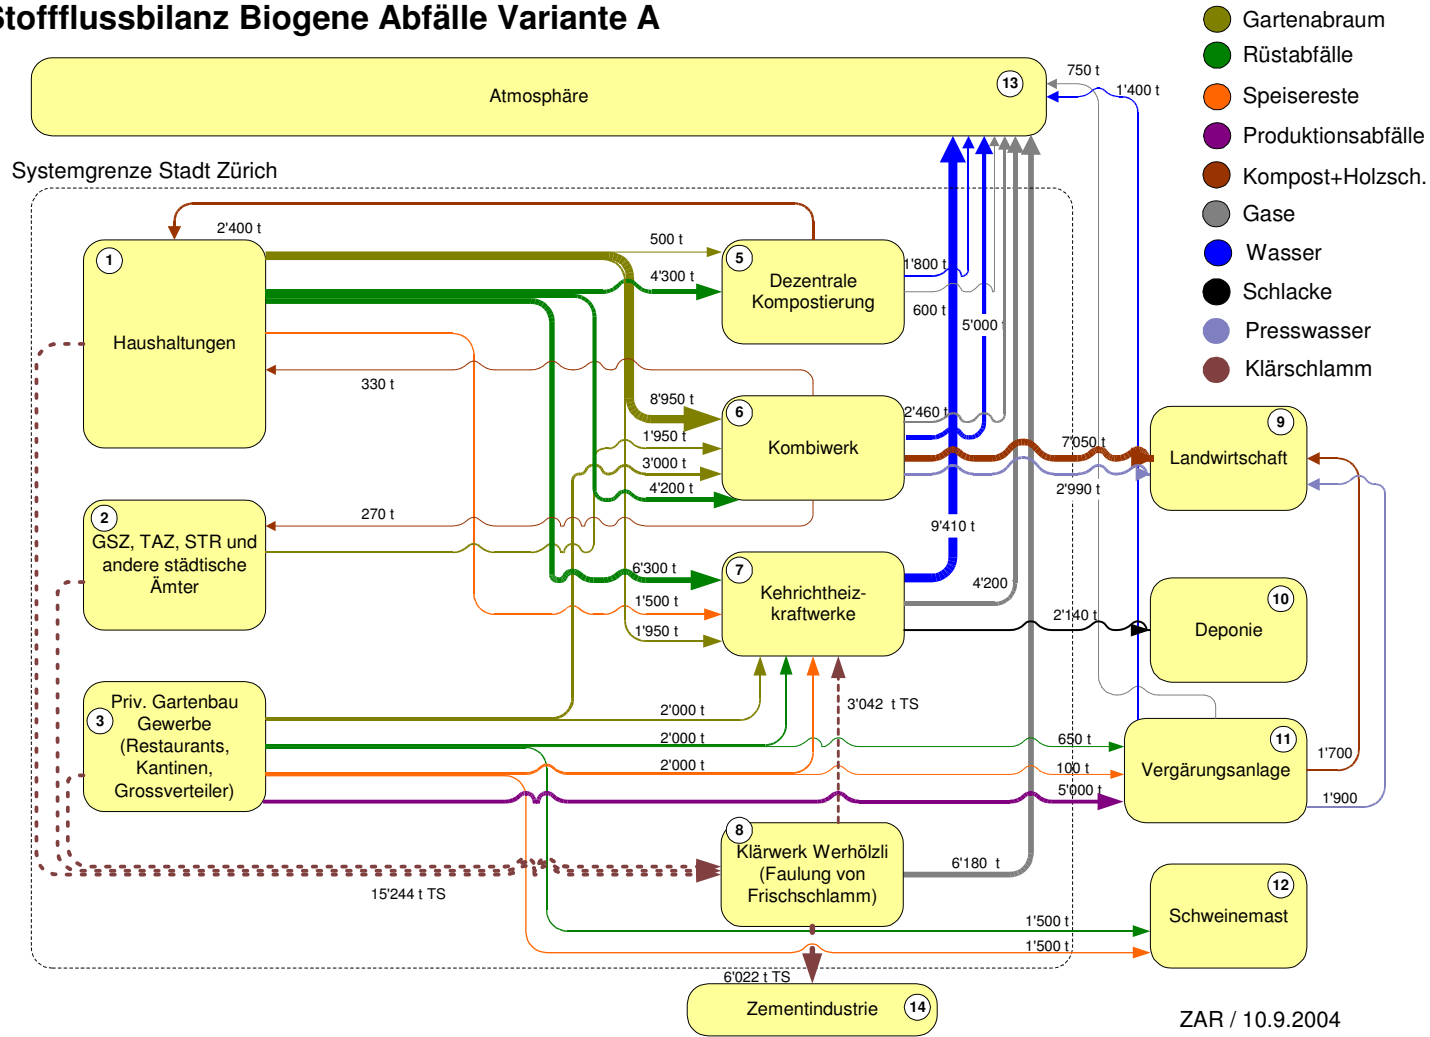 Stoffflussbilanz Biogene Abfälle Variante A
Gartenabraum
Rüstabfälle
Speisereste
Produktionsabfälle
Kompost+Holzsch.
Gase
Wasser
Schlacke
Presswasser
Klärschlamm
Atmosphäre
13
750 t
1'400 t
Systemgrenze Stadt Zürich
2'400 t
1
Haushaltungen
500 t
4'300 t
5
Dezentrale
Kompostierung
1'800 t
600 t
5'000 t
330 t
8'950 t
1'950 t
3'000 t
4'200 t
6
Kombiwerk
2'460 t
7'050 t
2'990 t
9
Landwirtschaft
2
GSZ, TAZ, STR und
andere städtische
Ämter
270 t
9'410 t
6'300 t
1'500 t
1'950 t
7
Kehrichtheiz-
kraftwerke
4'200
2'140 t
10
Deponie
3
Priv. Gartenbau
Gewerbe
(Restaurants,
Kantinen,
Grossverteiler)
2'000 t
2'000 t
2'000 t
3'042 t TS
650 t
100 t
5'000 t
11
Vergärungsanlage
1'700
1'900
8
Klärwerk Werhölzli
(Faulung von
Frischschlamm)
6'180 t
15'244 t TS
12
Schweinemast
1'500 t
1'500 t
6'022 t TS
Zementindustrie
14
ZAR / 10.9.2004